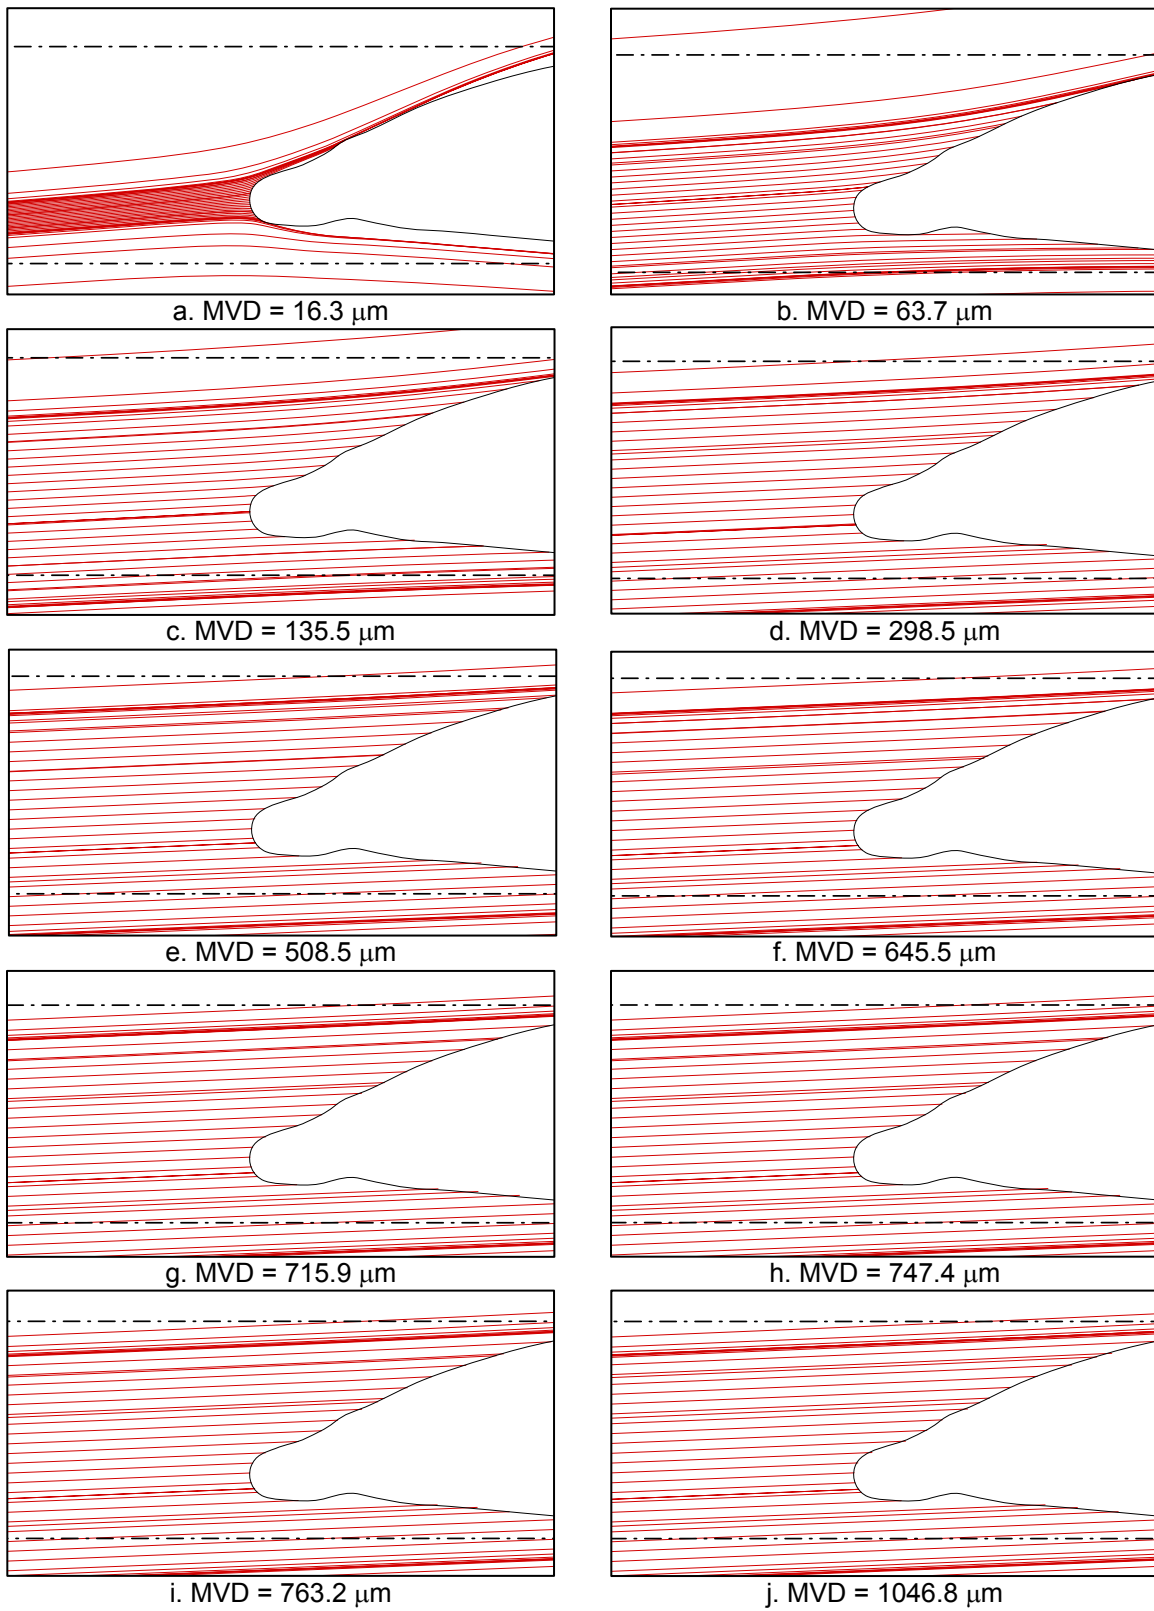 a. MVD = 16.3 μm
b. MVD = 63.7 μm
c. MVD = 135.5 μm
d. MVD = 298.5 μm
e. MVD = 508.5 μm
f. MVD = 645.5 μm
g. MVD = 715.9 μm
h. MVD = 747.4 μm
i. MVD = 763.2 μm
j. MVD = 1046.8 μm